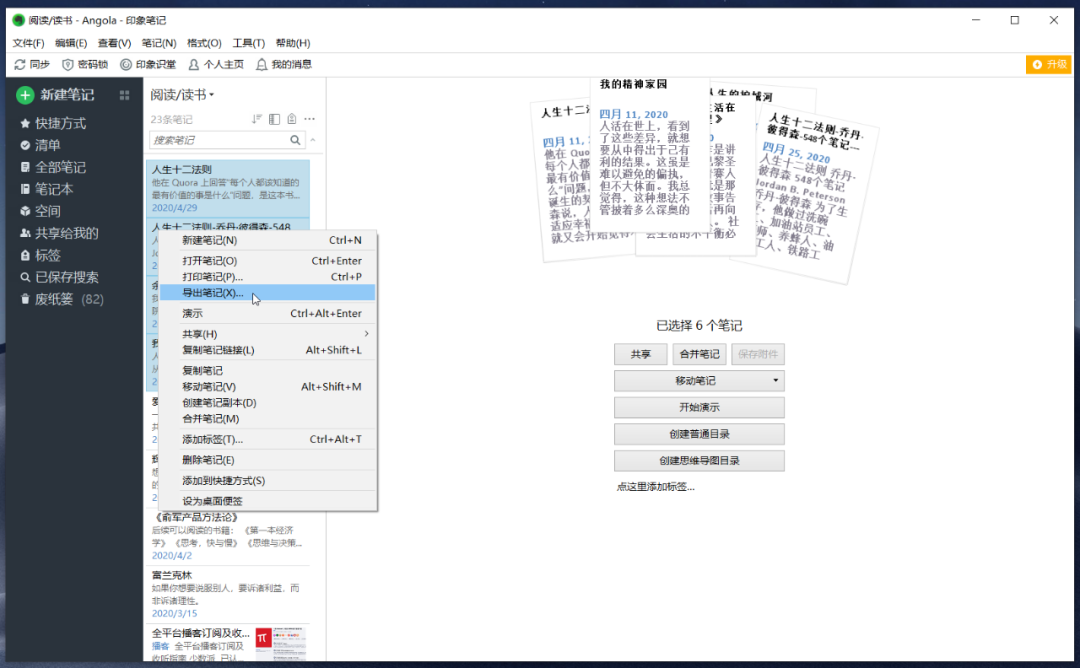 阅读/读书 - Angola - 印象笔记
文件(F) 编辑(E) 查看(V) 笔记(N) 格式(O) 工具(T) 帮助(H)
同步 密码锁 印象识堂 个人主页 我的消息 升级
新建笔记
快捷方式
清单
全部笔记
笔记本
空间
共享给我的
标签
已保存搜索
废纸篓 (82)
阅读/读书
23条笔记
搜索笔记
人生十二法则
他在 Quora 上回答"每个人都该知道的
最有价值的事是什么"问题，是这本书...
2020/4/29
人生十二法则-乔丹·彼得森-548
新建笔记(N) Ctrl+N
打开笔记(O) Ctrl+Enter
打印笔记(P)... Ctrl+P
导出笔记(X)...
演示 Ctrl+Alt+Enter
共享(H)
复制笔记链接(L) Alt+Shift+L
复制笔记
移动笔记(V) Alt+Shift+M
创建笔记副本(D)
合并笔记(M)
添加标签(T)... Ctrl+Alt+T
删除笔记(E)
添加到快捷方式(S)
设为桌面便签
《俞军产品方法论》
后续可以阅读的书籍：《第一本经济
学》《思考，快与慢》《思维与决策...
2020/4/2
富兰克林
如果你想要说服别人，要诉诸利益，而
非诉诸理性。
2020/3/15
全平台播客订阅及收...
播客 全平台播客订阅及
收听指南 少数派 已认...
人生十二法
四月 11,
他在 Quo
每个人都
最有价值
么"问题，
诞生的契
森说，人
适应幸福
就又会开始觉得
我的精神家园
四月 11, 2020
人活在世上，看到
了这些差异，就想
要从中得出于己有
利的结果。这虽是
难以避免的偏执，
但不大体面。我总
觉得，这种想法不
管披着多么深奥的
人生的护城河
人生十二法则-乔丹·
彼得森-548个笔记---
四月 25, 2020
人生十二法则 乔丹-
彼得森 548个笔记
Jordan B. Peterson
乔丹·彼得森 为了生
存，他做过洗碗
工、加油站员工、
师、养蜂人、油
工人、铁路工
已选择 6 个笔记
共享 合并笔记 保存附件
移动笔记
开始演示
创建普通目录
创建思维导图目录
点这里添加标签...